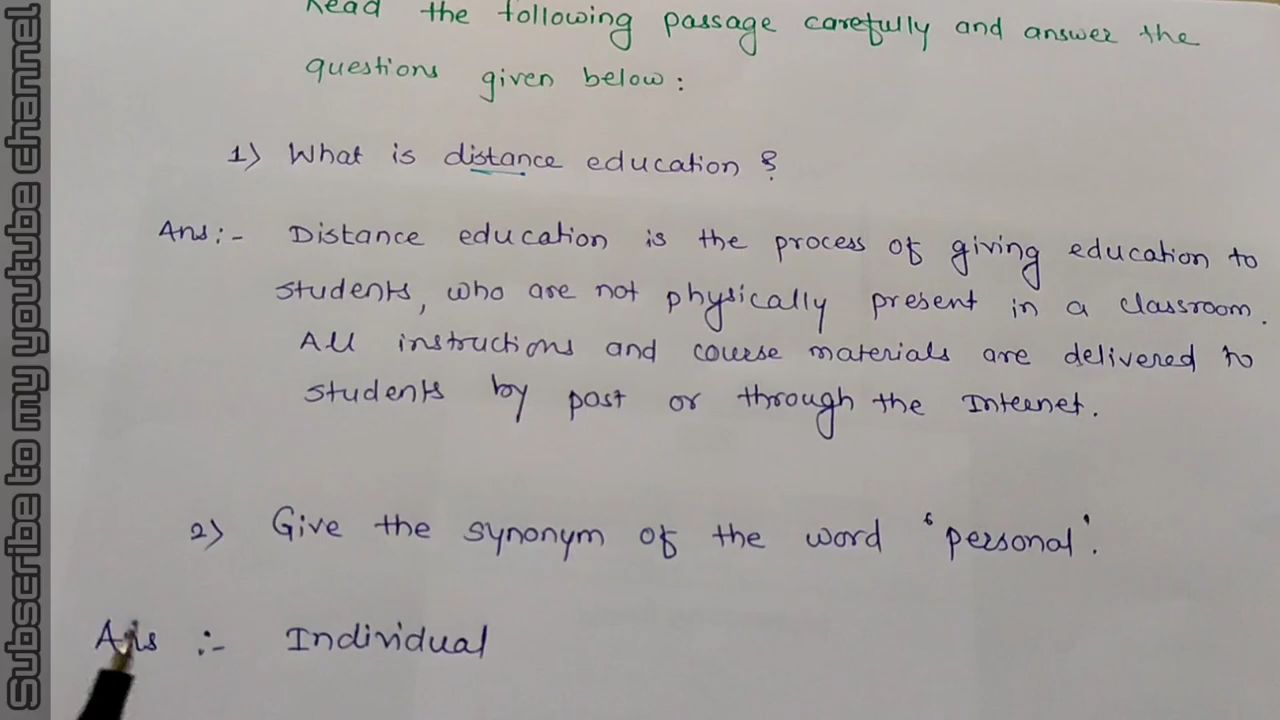 Read the following passage carefully and answer the
questions given below:
1) What is distance education ?
Ans:- Distance education is the process of giving education to
students, who are not physically present in a classroom.
All instructions and course materials are delivered to
students by post or through the Internet.
2) Give the synonym of the word 'personal'.
Ans :- Individual
Subscribe to my youtube channel